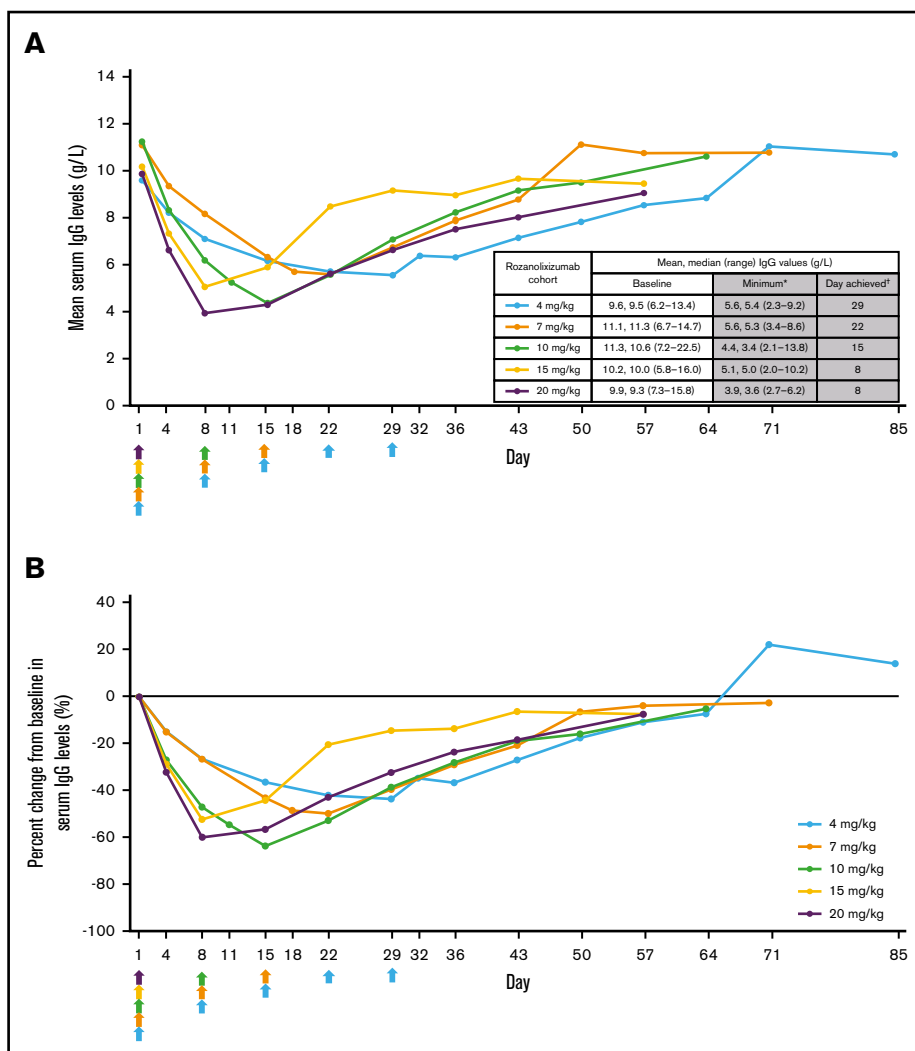 A
Mean serum IgG levels (g/L)
14
12
10
8
6
4
2
0
Rozanolixizumab
cohort
Mean, median (range) IgG values (g/L)
Baseline
Minimum*
Day achieved†
4 mg/kg 9.6, 9.5 (6.2–13.4) 5.6, 5.4 (2.3–9.2) 29
7 mg/kg 11.1, 11.3 (6.7–14.7) 5.6, 5.3 (3.4–8.6) 22
10 mg/kg 11.3, 10.6 (7.2–22.5) 4.4, 3.4 (2.1–13.8) 15
15 mg/kg 10.2, 10.0 (5.8–16.0) 5.1, 5.0 (2.0–10.2) 8
20 mg/kg 9.9, 9.3 (7.3–15.8) 3.9, 3.6 (2.7–6.2) 8
1 4 8 11 15 18 22 29 32 36 43 50 57 64 71 85
Day
B
Percent change from baseline in
serum IgG levels (%)
40
20
0
-20
-40
-60
-80
-100
4 mg/kg
7 mg/kg
10 mg/kg
15 mg/kg
20 mg/kg
1 4 8 11 15 18 22 29 32 36 43 50 57 64 71 85
Day